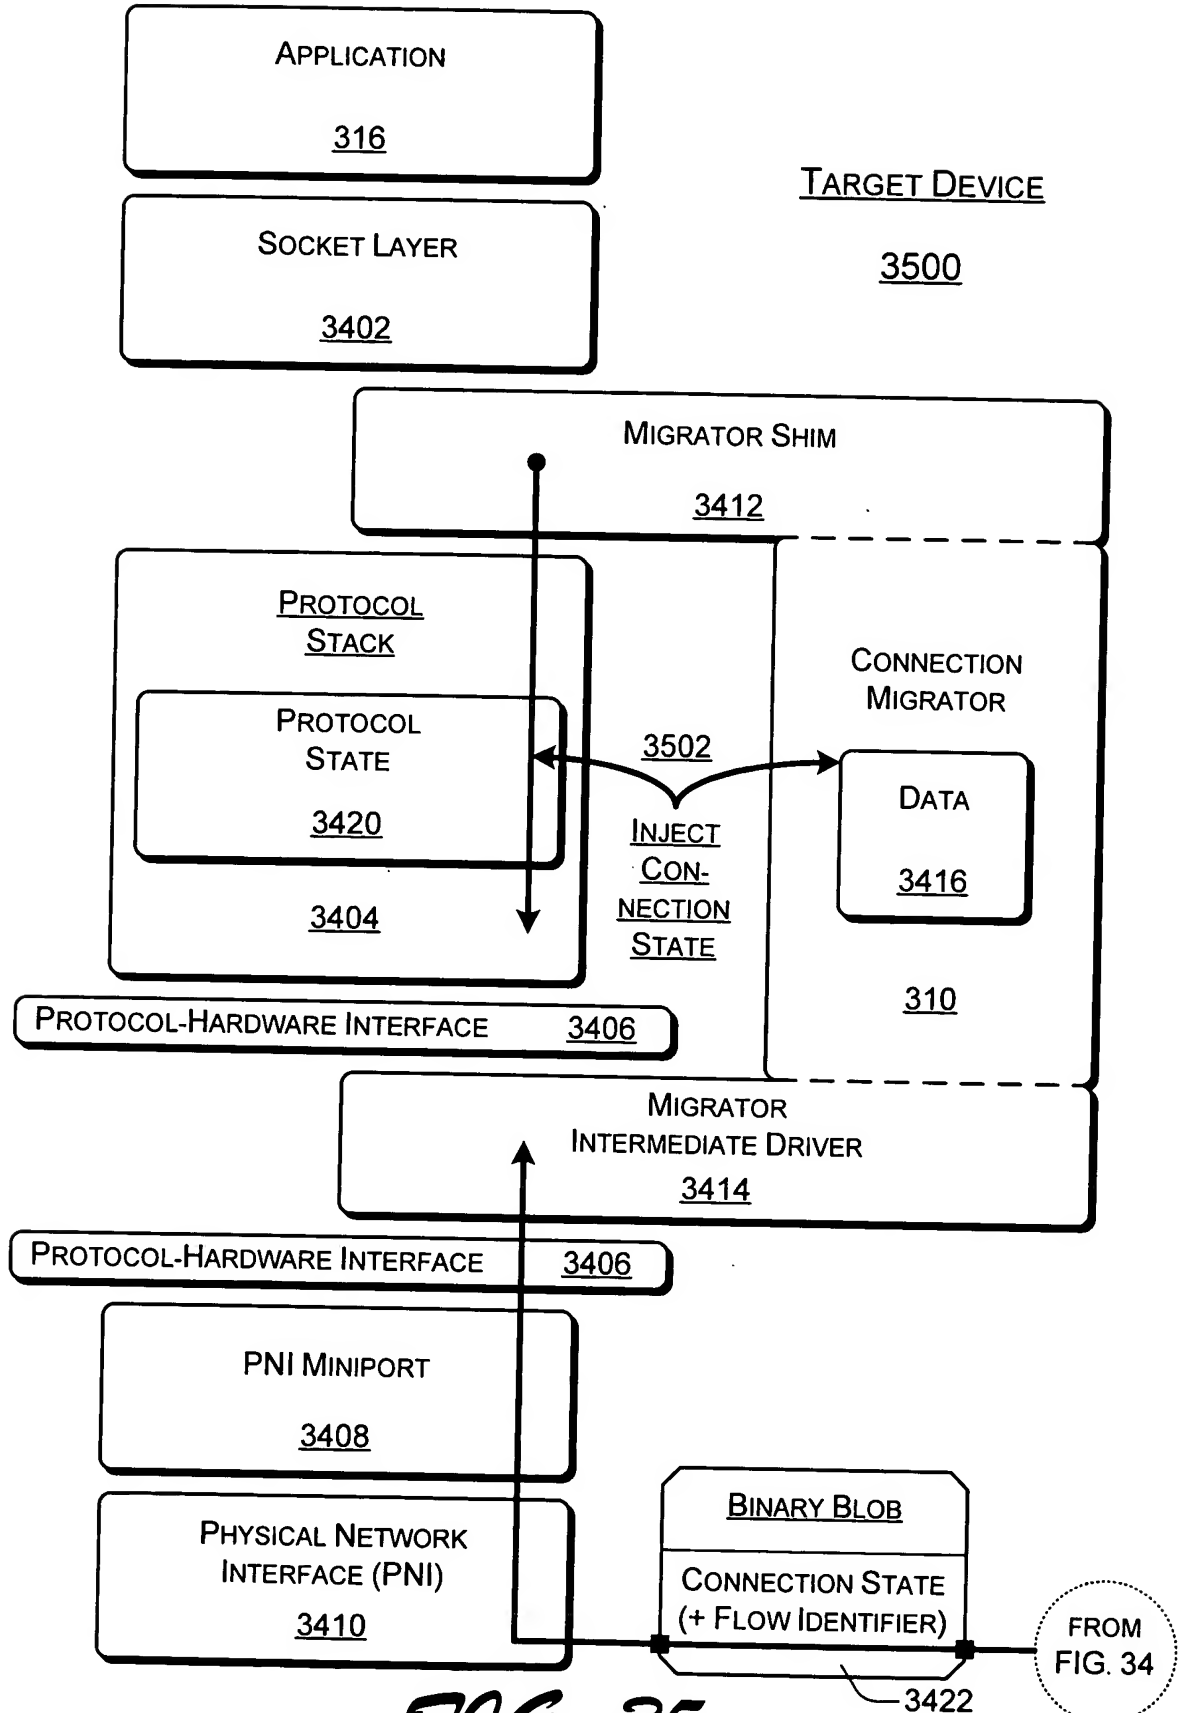 APPLICATION
316
TARGET DEVICE
3500
SOCKET LAYER
3402
MIGRATOR SHIM
3412
PROTOCOL
STACK
PROTOCOL
STATE
3420
3404
3502
INJECT
CON-
NECTION
STATE
CONNECTION
MIGRATOR
DATA
3416
310
PROTOCOL-HARDWARE INTERFACE 3406
MIGRATOR
INTERMEDIATE DRIVER
3414
PROTOCOL-HARDWARE INTERFACE 3406
PNI MINIPORT
3408
PHYSICAL NETWORK
INTERFACE (PNI)
3410
BINARY BLOB
CONNECTION STATE
(+ FLOW IDENTIFIER)
3422
FROM
FIG. 34
FIG. 35